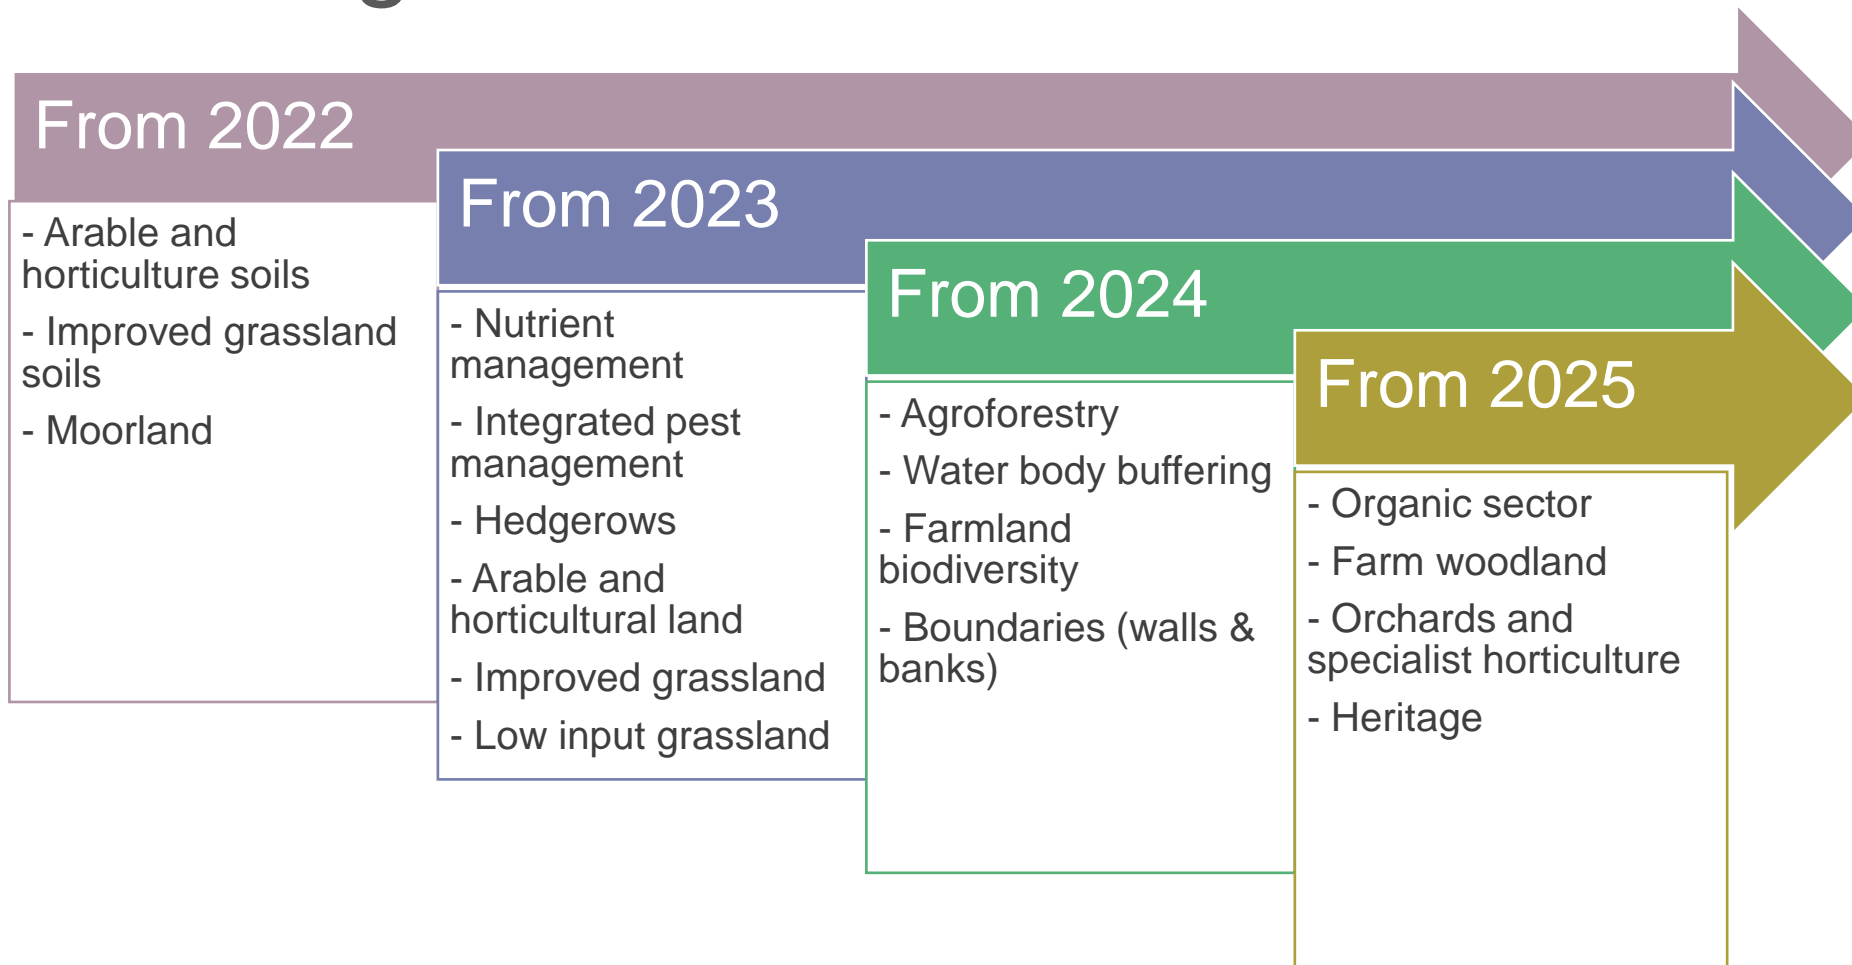 From 2022
- Arable and
horticulture soils
- Improved grassland
soils
- Moorland
From 2023
- Nutrient
management
- Integrated pest
management
- Hedgerows
- Arable and
horticultural land
- Improved grassland
- Low input grassland
From 2024
- Agroforestry
- Water body buffering
- Farmland
biodiversity
- Boundaries (walls &
banks)
From 2025
- Organic sector
- Farm woodland
- Orchards and
specialist horticulture
- Heritage